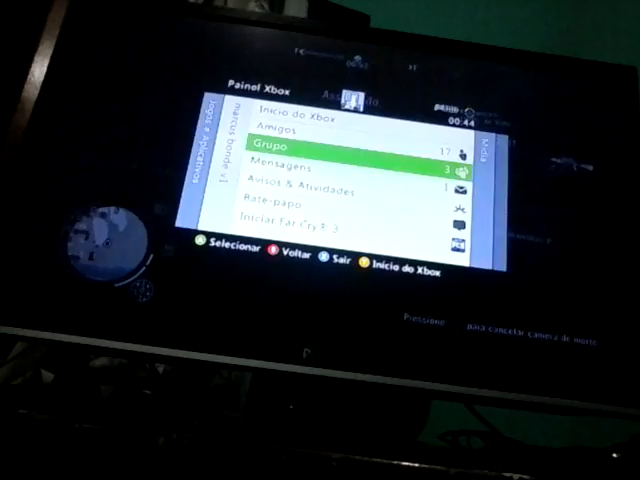 Painel Xbox
00:44
Jogos e Aplicativos
marcus bonde v1
Mídia
Início do Xbox
Amigos 17
Grupo 3
Mensagens 1
Avisos & Atividades
Bate-papo
Iniciar Far Cry® 3
A Selecionar B Voltar X Sair Y Início do Xbox
Pressione para cancelar câmera de morte